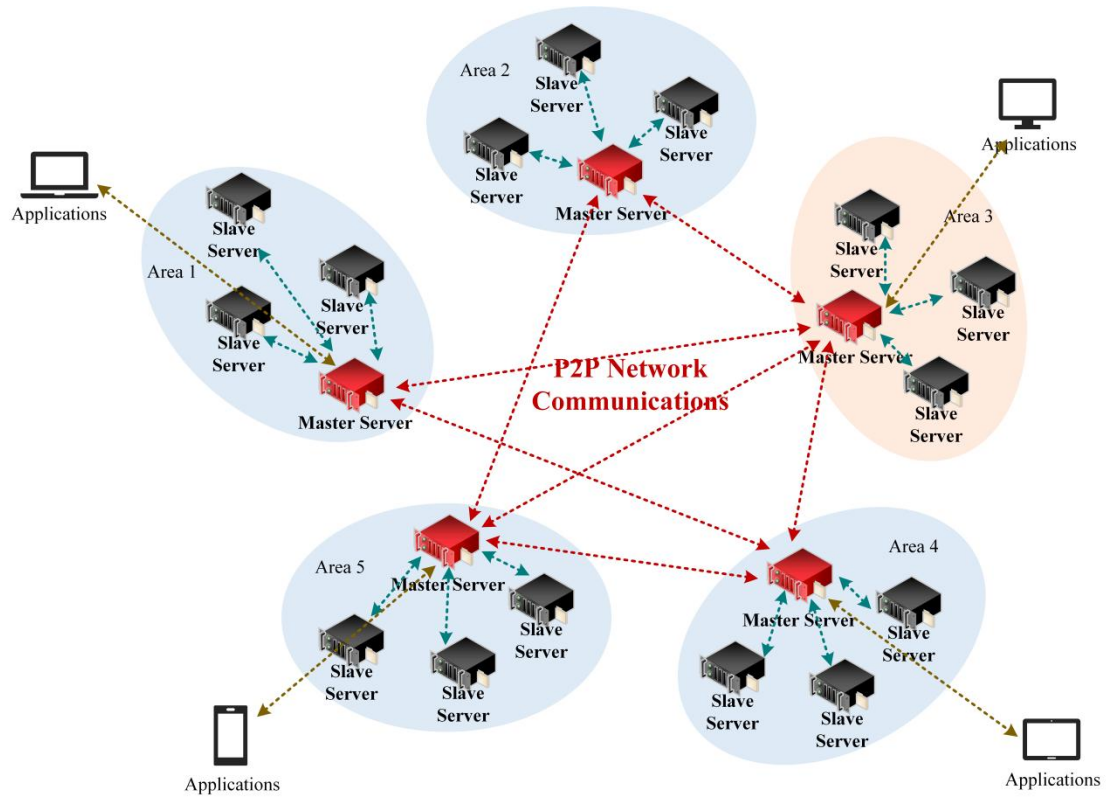 Area 2
Slave
Server
Slave
Server
Slave
Server
Master Server
Applications
Applications
Slave
Server
Area 1
Slave
Server
Slave
Server
Master Server
Area 3
Slave
Server
Slave
Server
Master Server
Slave
Server
P2P Network
Communications
Area 5
Master Server
Slave
Server
Slave
Server
Slave
Server
Area 4
Master Server
Slave
Server
Slave
Server
Slave
Server
Applications
Applications